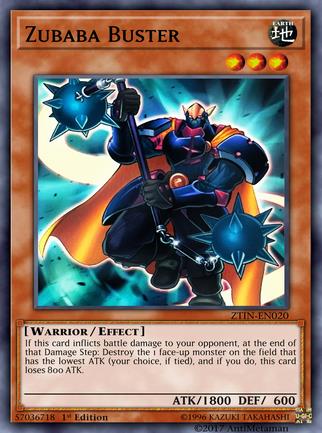 Zubaba Buster
EARTH
地
ZTIN-EN020
[Warrior / Effect]
If this card inflicts battle damage to your opponent, at the end of
that Damage Step: Destroy the 1 face-up monster on the field that
has the lowest ATK (your choice, if tied), and if you do, this card
loses 800 ATK.
ATK/1800 DEF/ 600
57036718 1st Edition ©1996 KAZUKI TAKAHASHI
©2017 AntiMetaman